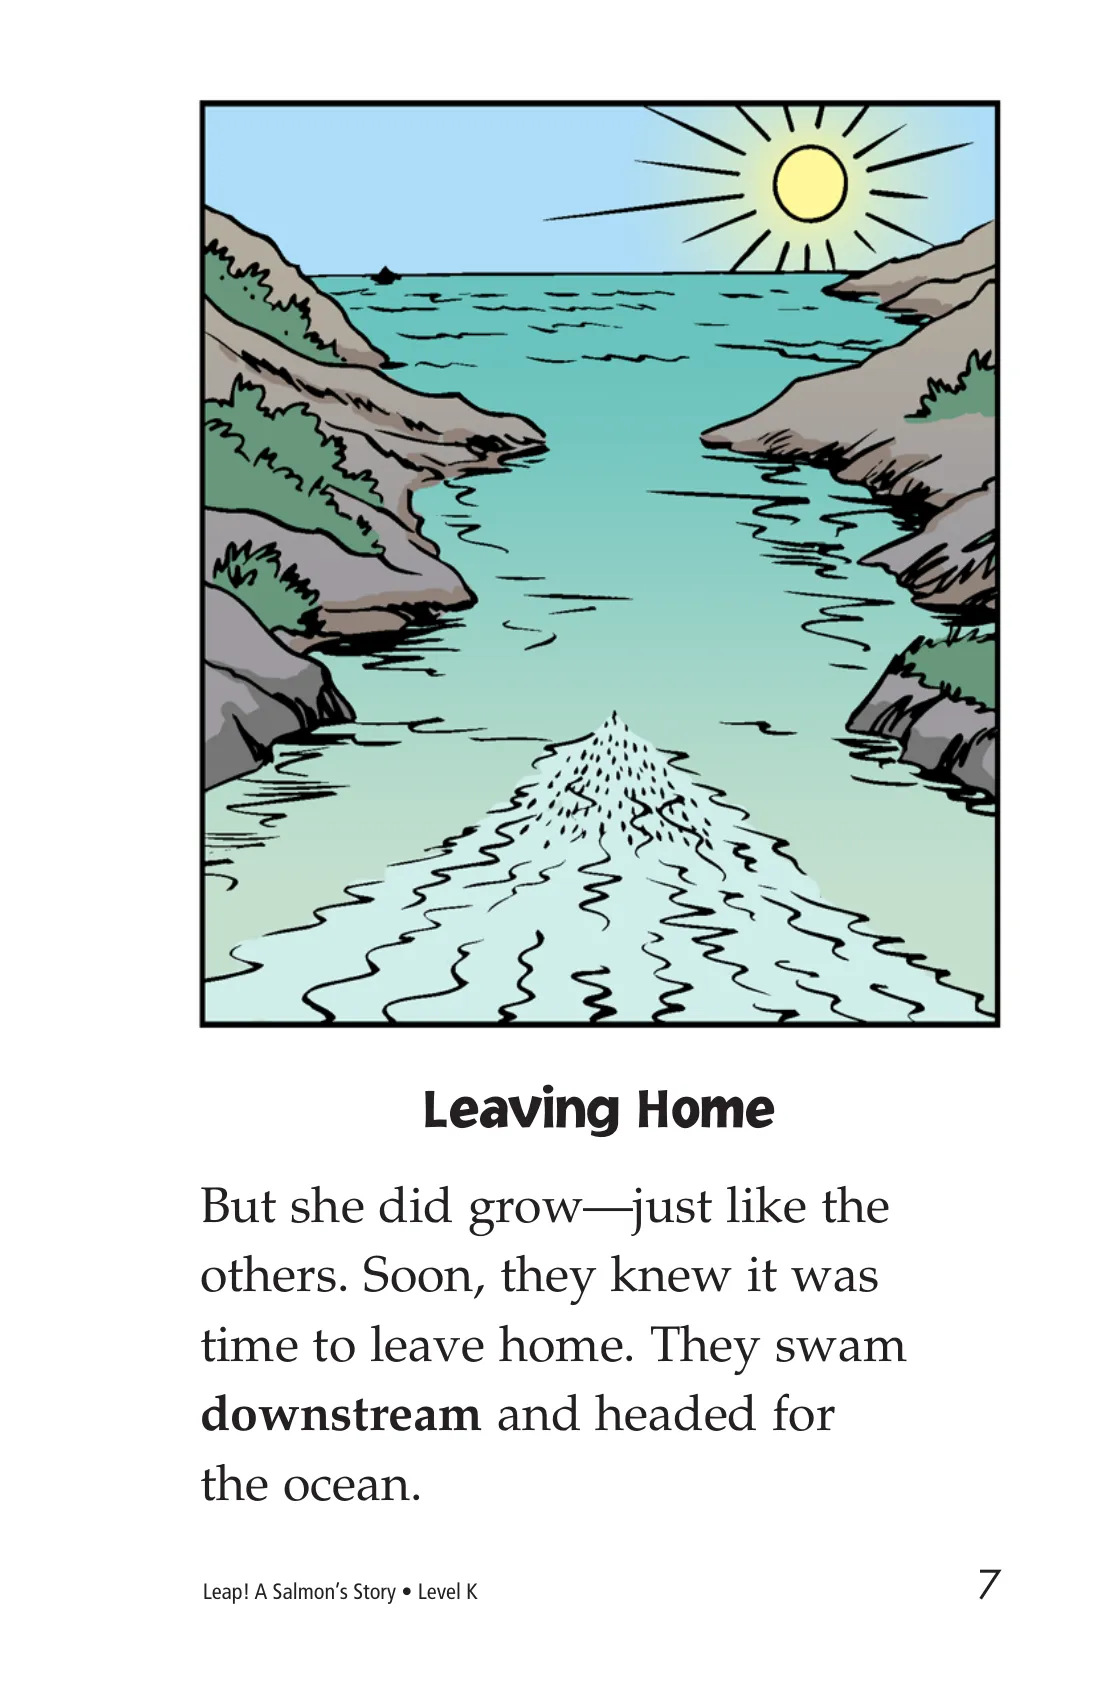 Leaving Home
But she did grow—just like the
others. Soon, they knew it was
time to leave home. They swam
downstream and headed for
the ocean.
Leap! A Salmon's Story • Level K
7